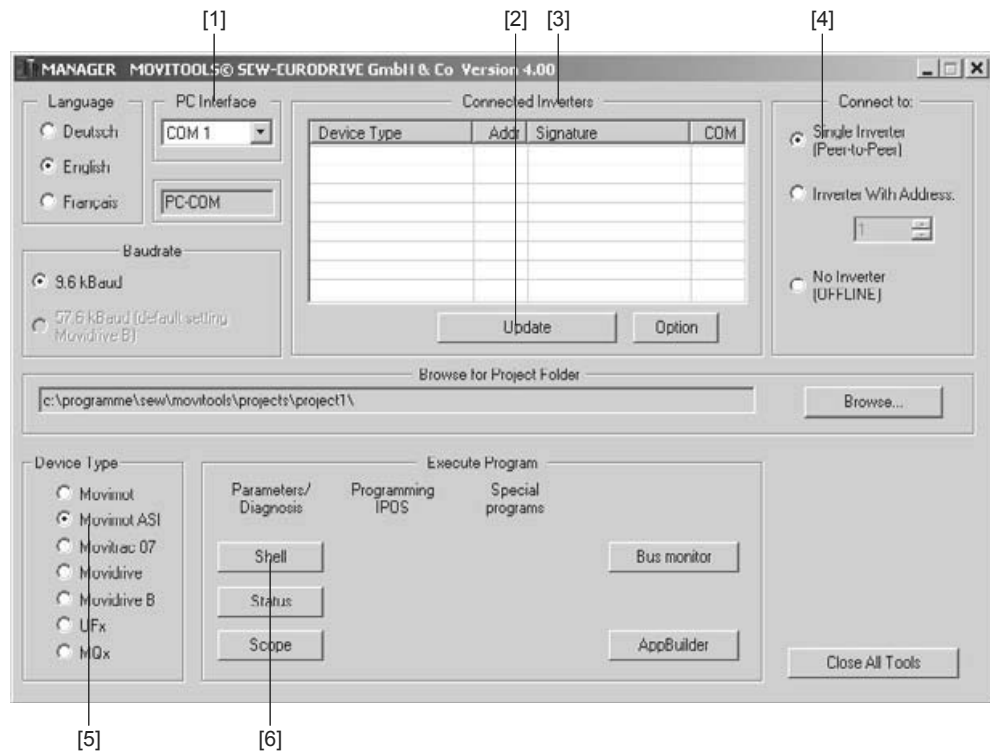 [1] [2] [3] [4]
MANAGER MOVITOOLS© SEW-EURODRIVE GmbH & Co Version 4.00
Language
Deutsch
English
Français
PC Interface
COM 1
PC-COM
Baudrate
9.6 kBaud
57,6 kBaud (default setting
Movidrive B)
Connected Inverters
Device Type Addr Signature COM
Update Option
Connect to:
Single Inverter
(Peer-to-Peer)
Inverter With Address:
1
No Inverter
(OFFLINE)
Browse for Project Folder
c:\programme\sew\movitools\projects\project1\
Browse...
Device Type
Movimot
Movimot ASI
Movitrac 07
Movidrive
Movidrive B
UFx
MQx
Execute Program
Parameters/
Diagnosis
Programming
IPOS
Special
programs
Shell
Status
Scope
Bus monitor
AppBuilder
Close All Tools
[5] [6]